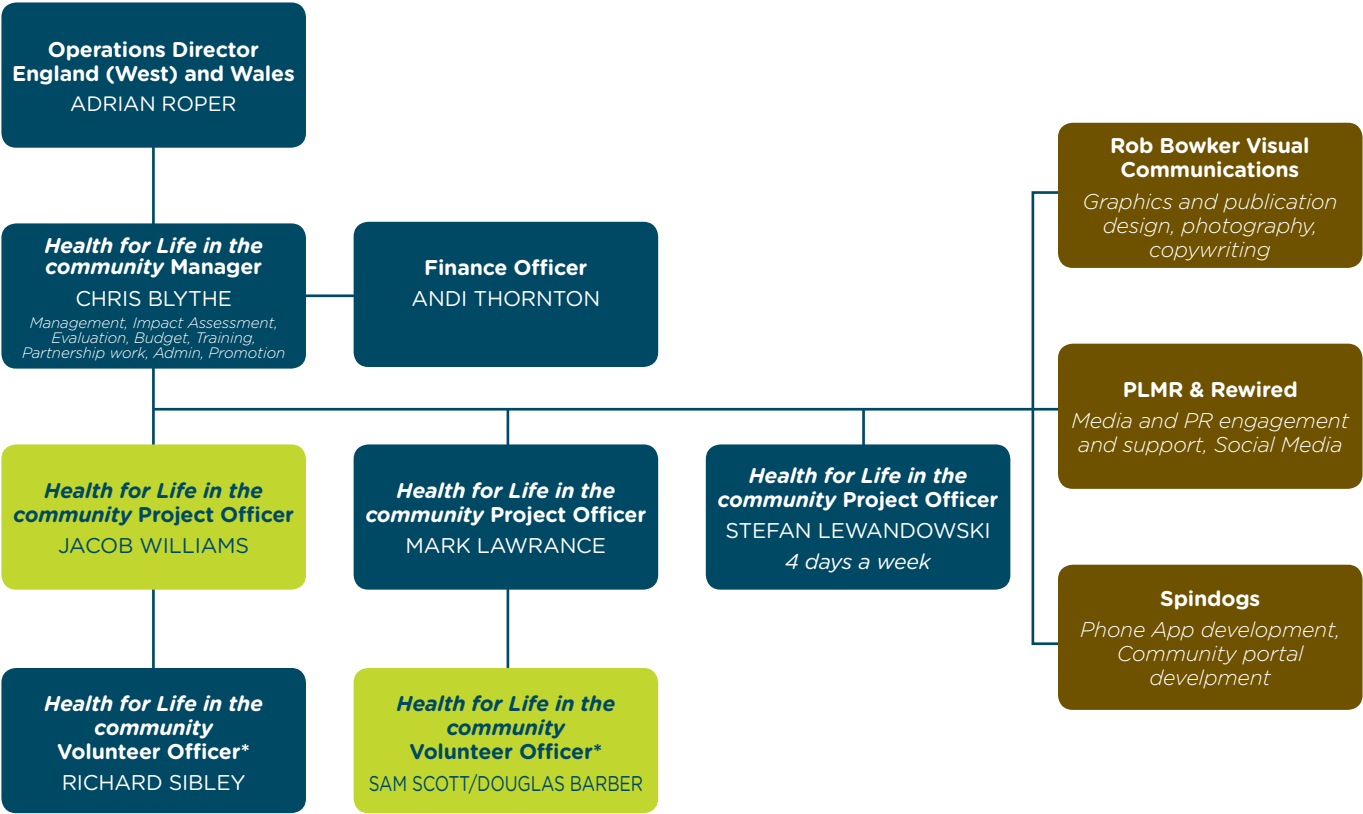 Operations Director
England (West) and Wales
ADRIAN ROPER
Health for Life in the
community Manager
CHRIS BLYTHE
Management, Impact Assessment,
Evaluation, Budget, Training,
Partnership work, Admin, Promotion
Finance Officer
ANDI THORNTON
Rob Bowker Visual
Communications
Graphics and publication
design, photography,
copywriting
PLMR & Rewired
Media and PR engagement
and support, Social Media
Spindogs
Phone App development,
Community portal
develpment
Health for Life in the
community Project Officer
JACOB WILLIAMS
Health for Life in the
community Project Officer
MARK LAWRANCE
Health for Life in the
community Project Officer
STEFAN LEWANDOWSKI
4 days a week
Health for Life in the
community
Volunteer Officer*
RICHARD SIBLEY
Health for Life in the
community
Volunteer Officer*
SAM SCOTT/DOUGLAS BARBER